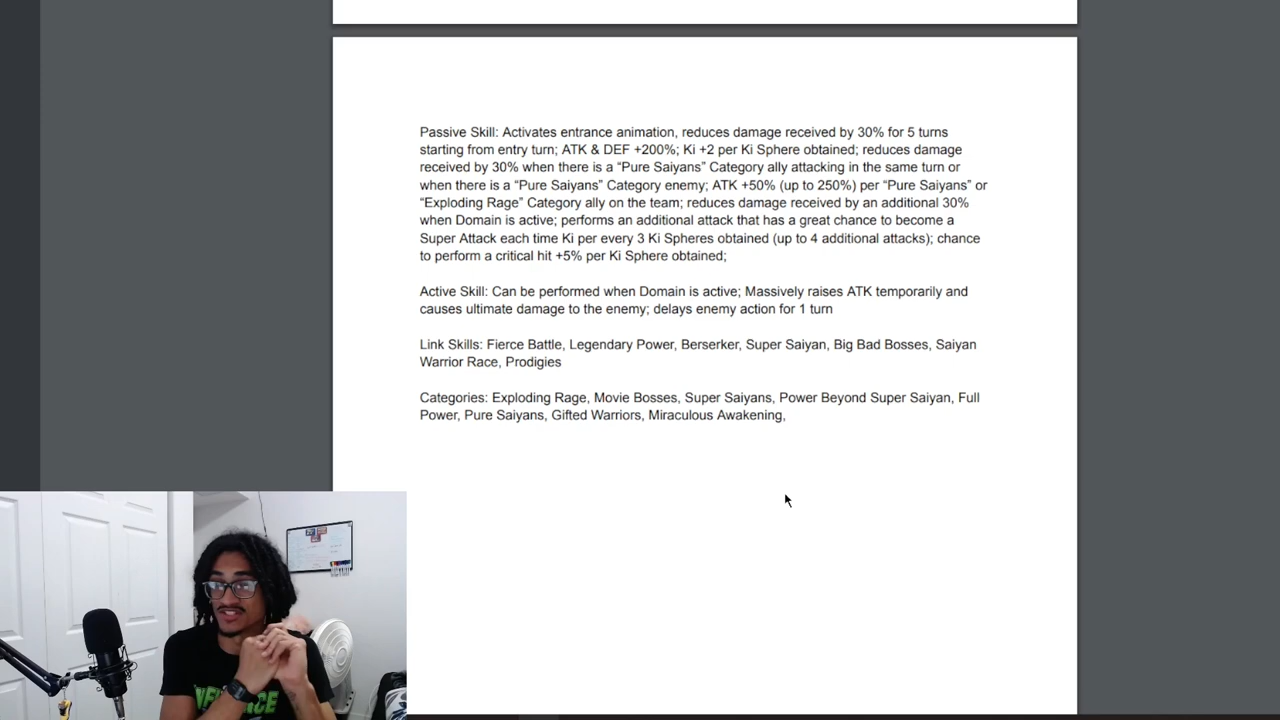 Passive Skill: Activates entrance animation, reduces damage received by 30% for 5 turns
starting from entry turn; ATK & DEF +200%; Ki +2 per Ki Sphere obtained; reduces damage
received by 30% when there is a “Pure Saiyans” Category ally attacking in the same turn or
when there is a “Pure Saiyans” Category enemy; ATK +50% (up to 250%) per “Pure Saiyans” or
“Exploding Rage” Category ally on the team; reduces damage received by an additional 30%
when Domain is active; performs an additional attack that has a great chance to become a
Super Attack each time Ki per every 3 Ki Spheres obtained (up to 4 additional attacks); chance
to perform a critical hit +5% per Ki Sphere obtained;
Active Skill: Can be performed when Domain is active; Massively raises ATK temporarily and
causes ultimate damage to the enemy; delays enemy action for 1 turn
Link Skills: Fierce Battle, Legendary Power, Berserker, Super Saiyan, Big Bad Bosses, Saiyan
Warrior Race, Prodigies
Categories: Exploding Rage, Movie Bosses, Super Saiyans, Power Beyond Super Saiyan, Full
Power, Pure Saiyans, Gifted Warriors, Miraculous Awakening,